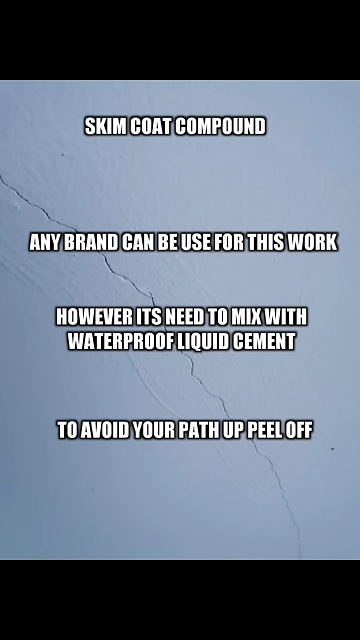 SKIM COAT COMPOUND
ANY BRAND CAN BE USE FOR THIS WORK
HOWEVER ITS NEED TO MIX WITH
WATERPROOF LIQUID CEMENT
TO AVOID YOUR PATH UP PEEL OFF